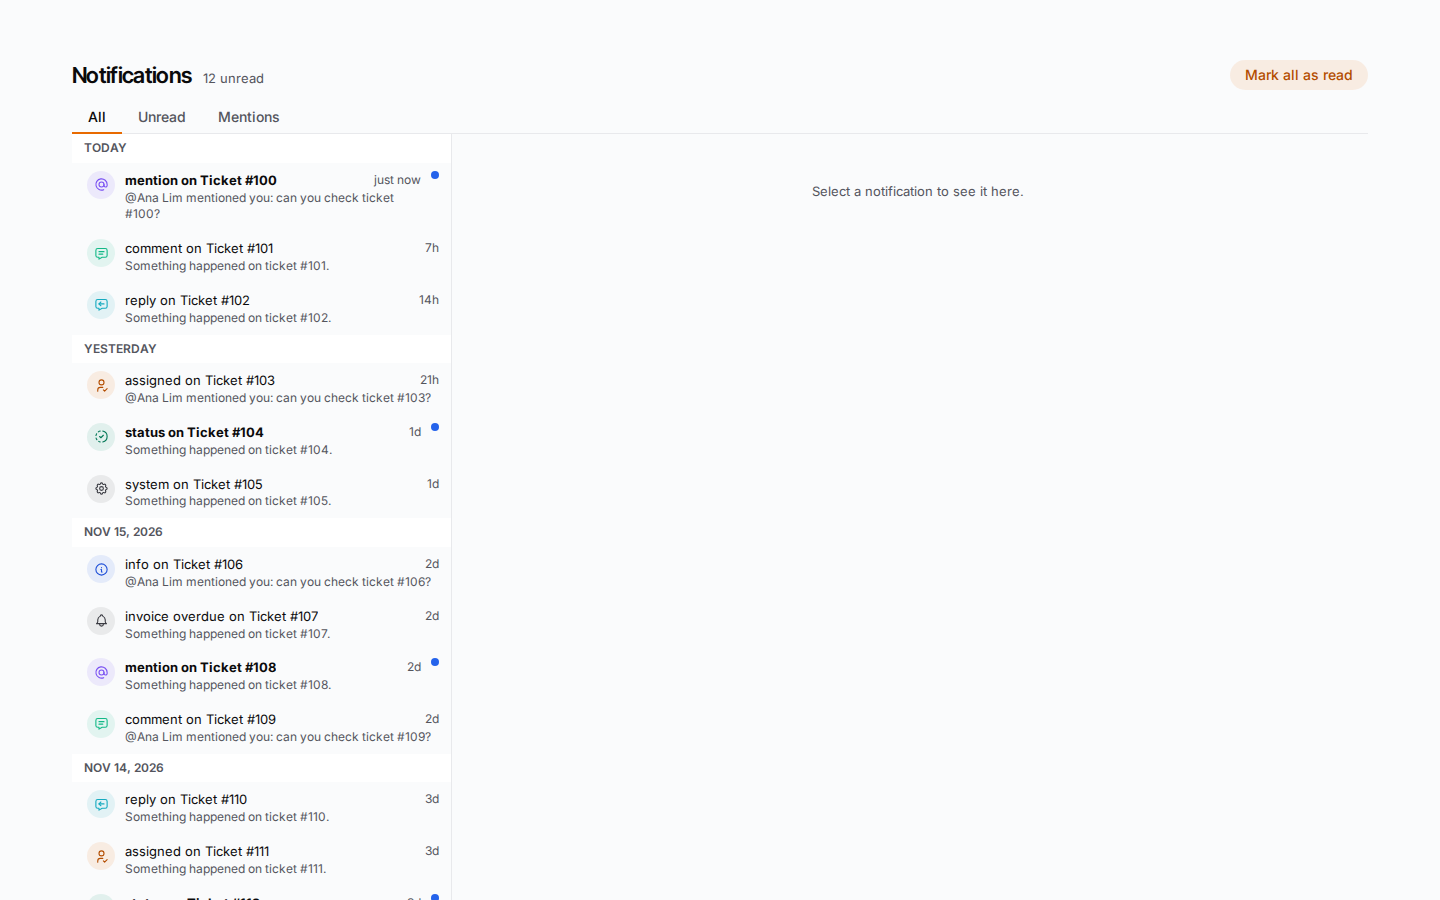 Notifications 12 unread
Mark all as read
All Unread Mentions
TODAY
mention on Ticket #100 just now
@Ana Lim mentioned you: can you check ticket
#100?
comment on Ticket #101 7h
Something happened on ticket #101.
reply on Ticket #102 14h
Something happened on ticket #102.
YESTERDAY
assigned on Ticket #103 21h
@Ana Lim mentioned you: can you check ticket #103?
status on Ticket #104 1d
Something happened on ticket #104.
system on Ticket #105 1d
Something happened on ticket #105.
NOV 15, 2026
info on Ticket #106 2d
@Ana Lim mentioned you: can you check ticket #106?
invoice overdue on Ticket #107 2d
Something happened on ticket #107.
mention on Ticket #108 2d
Something happened on ticket #108.
comment on Ticket #109 2d
@Ana Lim mentioned you: can you check ticket #109?
NOV 14, 2026
reply on Ticket #110 3d
Something happened on ticket #110.
assigned on Ticket #111 3d
Something happened on ticket #111.
Select a notification to see it here.